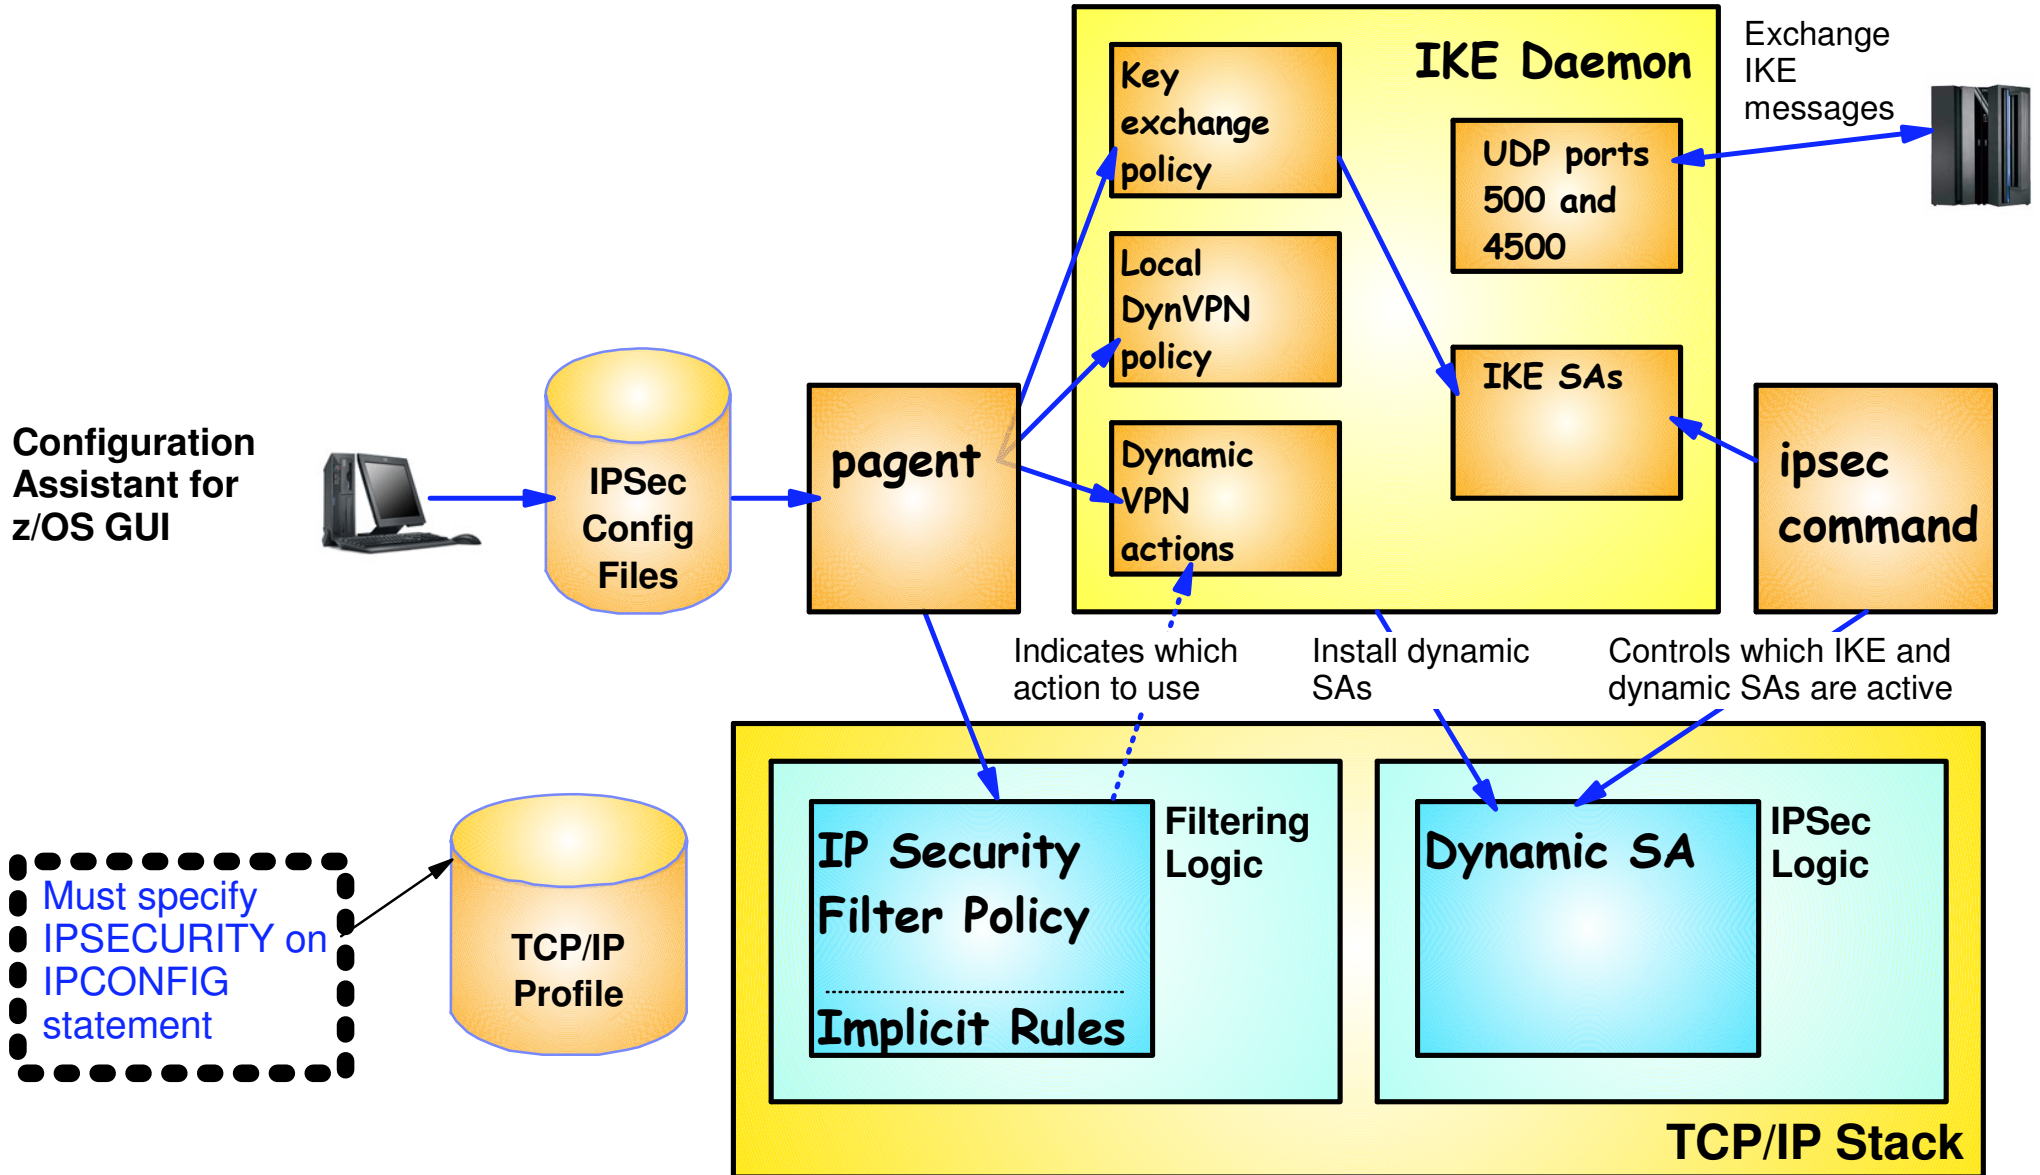 IKE Daemon
Exchange
IKE
messages
Key
exchange
policy
UDP ports
500 and
4500
Local
DynVPN
policy
IKE SAs
Configuration
Assistant for
z/OS GUI
IPSec
Config
Files
pagent
Dynamic
VPN
actions
ipsec
command
Indicates which
action to use
Install dynamic
SAs
Controls which IKE and
dynamic SAs are active
Must specify
IPSECURITY on
IPCONFIG
statement
TCP/IP
Profile
IP Security
Filter Policy
Implicit Rules
Filtering
Logic
Dynamic SA
IPSec
Logic
TCP/IP Stack